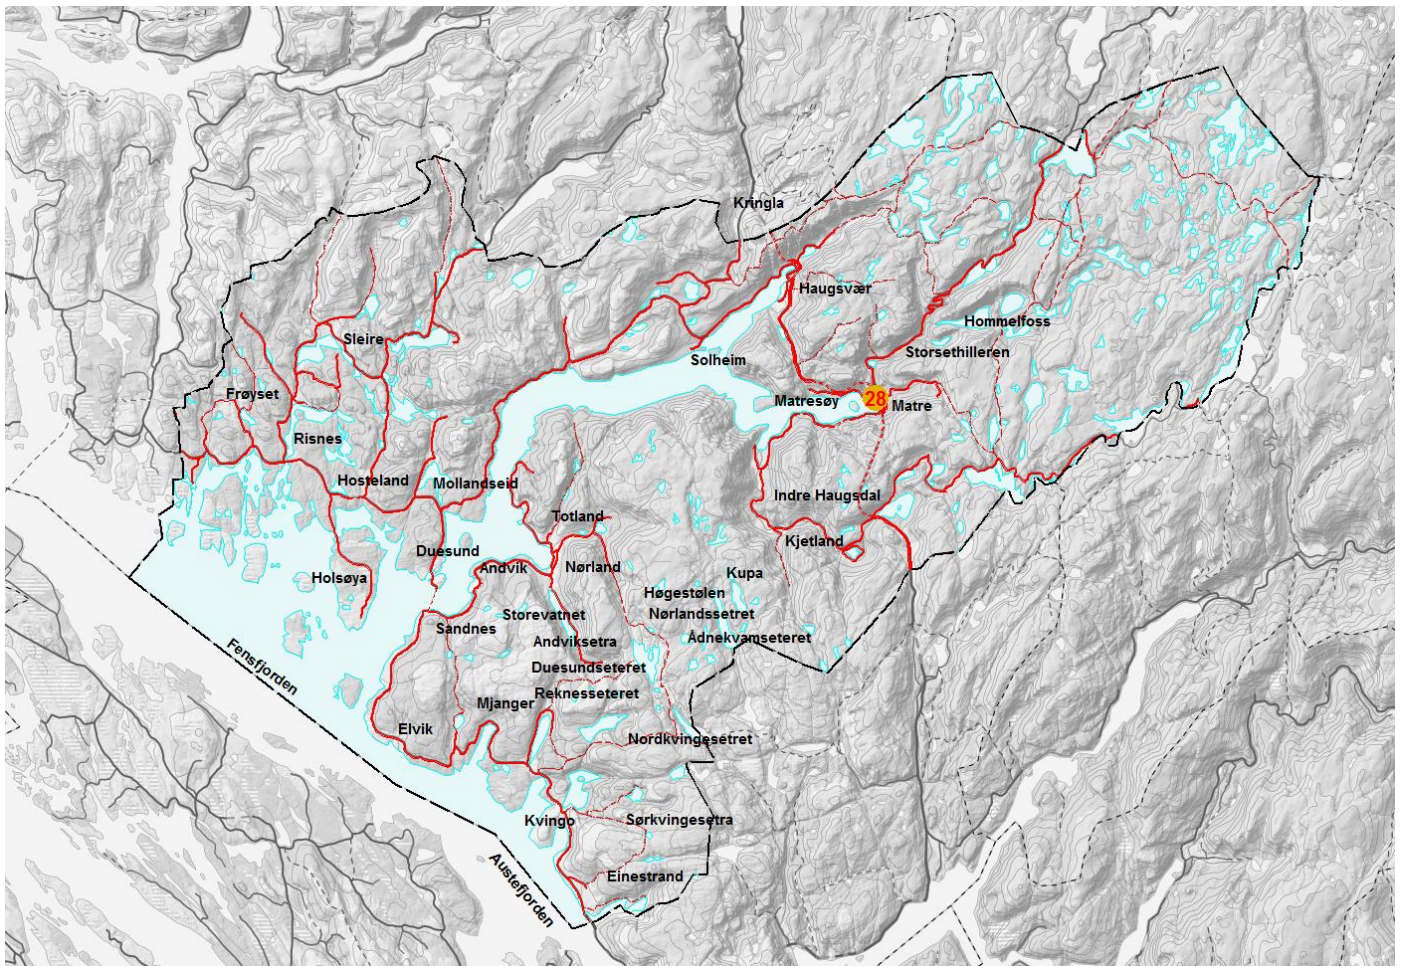 Kringla
Haugsvær
Hommelfoss
Sleire
Storsethilleren
Solheim
Frøyset
28
Matresøy
Matre
Risnes
Hosteland
Mollandseid
Indre Haugsdal
Totland
Kjetland
Duesund
Andvik
Nørland
Holsøya
Kupa
Høgestølen
Storevatnet
Nørlandssetret
Sandnes
Andviksetra
Ådnekvamseteret
Fensfjorden
Duesundseteret
Reknesseteret
Mjanger
Elvik
Nordkvingesetret
Kvingo
Sørkvingesetra
Einestrand
Austefjorden